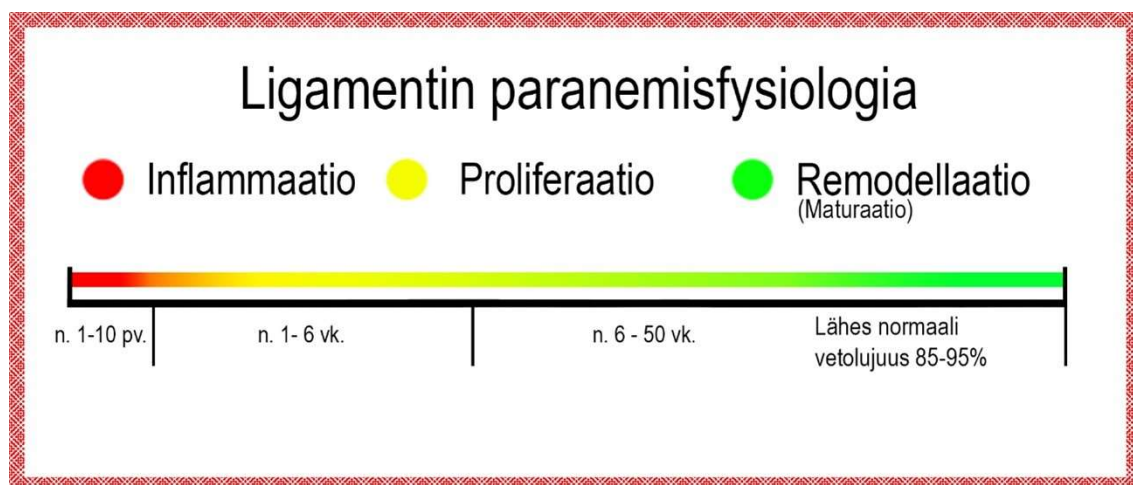 Ligamentin paranemisfysiologia
Inflammaatio Proliferaatio Remodellaatio
(Maturaatio)
n. 1-10 pv. n. 1- 6 vk. n. 6 - 50 vk. Lähes normaali
vetolujuus 85-95%